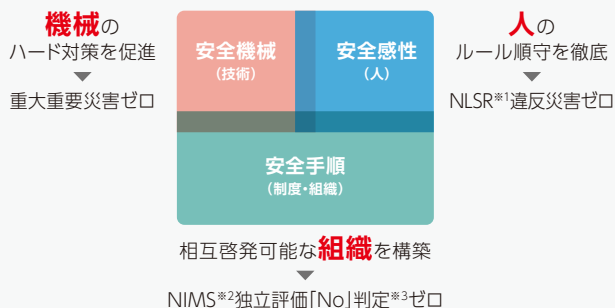 機械の
ハード対策を促進
▼
重大重要災害ゼロ
安全機械
（技術）
安全感性
（人）
安全手順
（制度・組織）
人の
ルール順守を徹底
▼
NLSR※1違反災害ゼロ
相互啓発可能な組織を構築
▼
NIMS※2独立評価「No」判定※3ゼロ